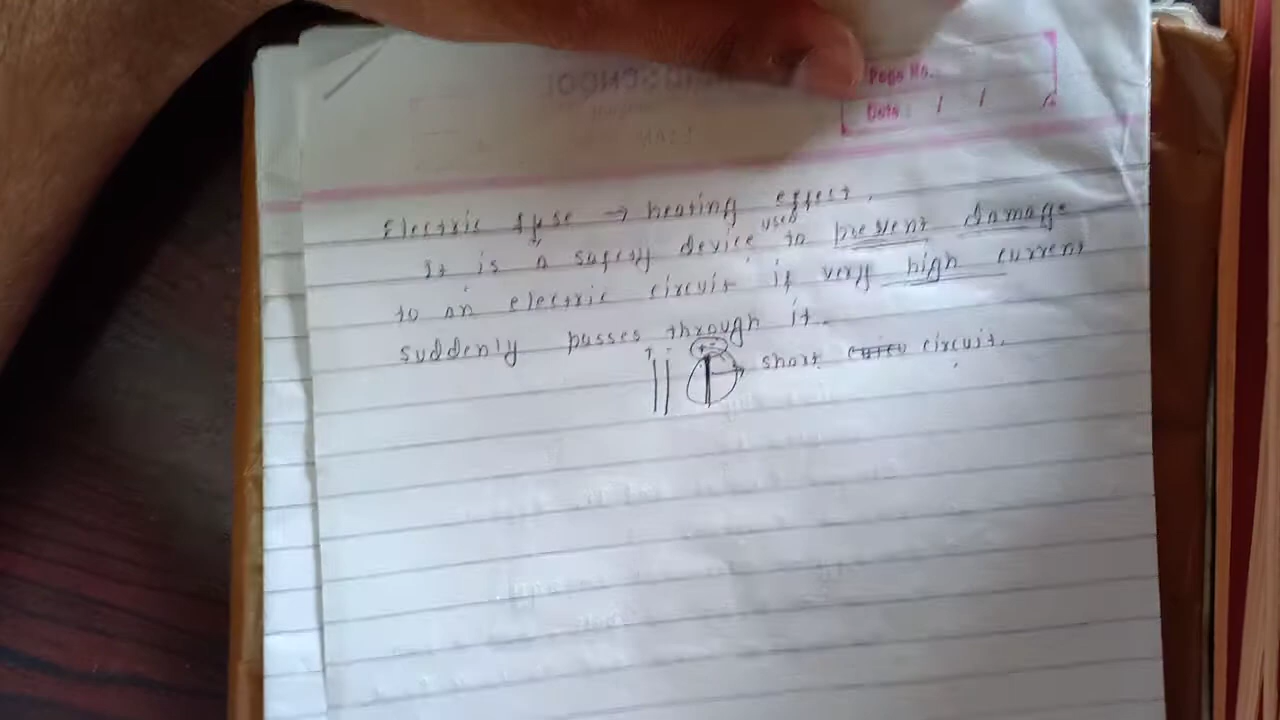 Page No.
Date : / /
Electric fuse → heating effect.
It is a safety device used to prevent damage
to an electric circuit if very high current
suddenly passes through it.
+ - + - short circuit.